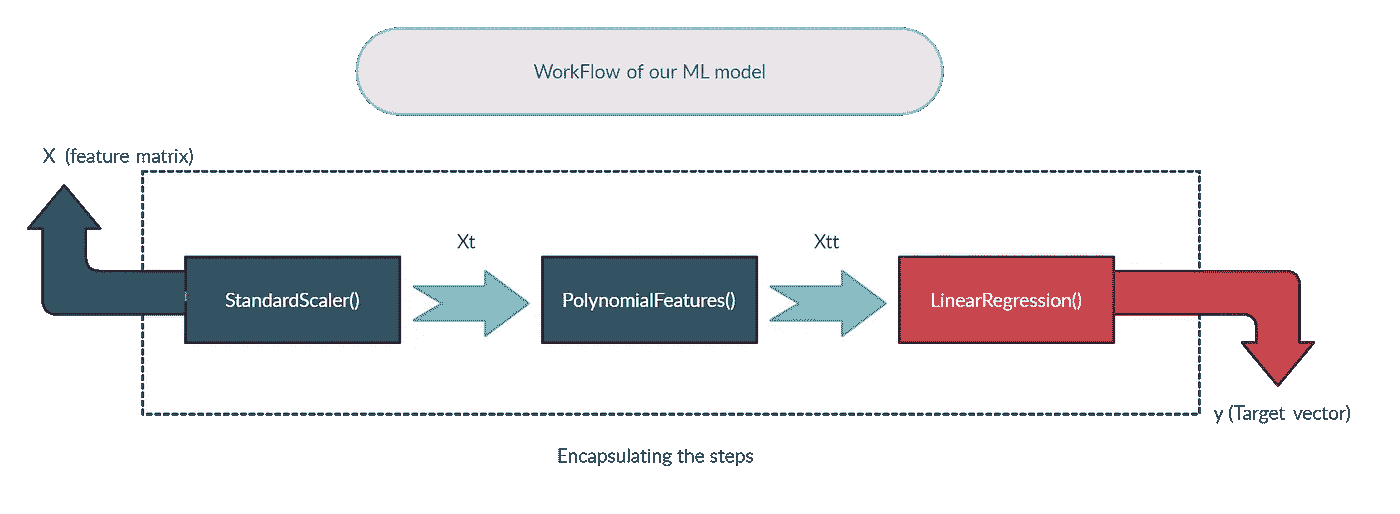 WorkFlow of our ML model
X (feature matrix)
Xt
Xtt
StandardScaler()
PolynomialFeatures()
LinearRegression()
y (Target vector)
Encapsulating the steps